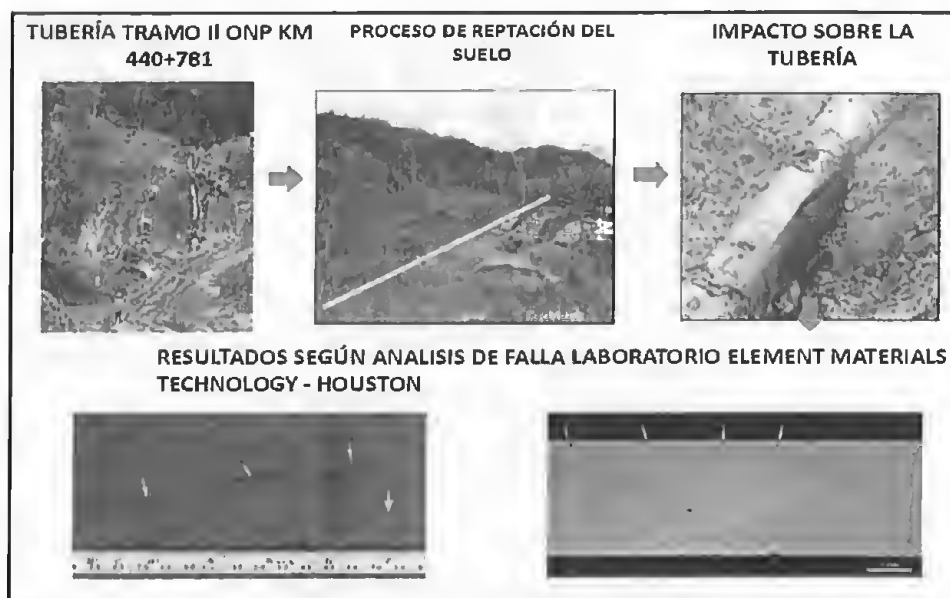 TUBERÍA TRAMO II ONP KM
440+781
PROCESO DE REPTACIÓN DEL
SUELO
IMPACTO SOBRE LA
TUBERÍA
RESULTADOS SEGÚN ANALISIS DE FALLA LABORATORIO ELEMENT MATERIALS
TECHNOLOGY - HOUSTON